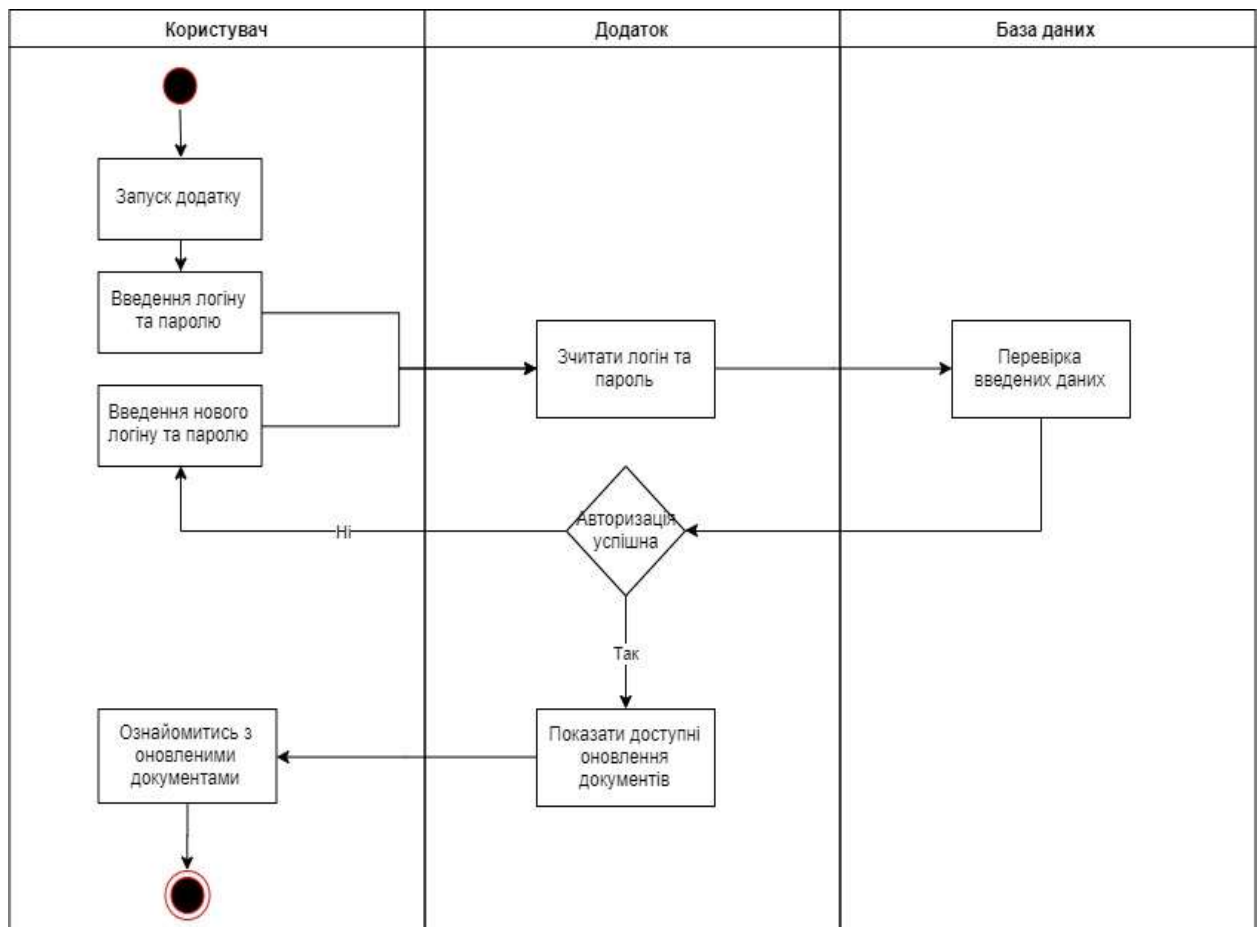 Користувач
Додаток
База даних
Запуск додатку
Введення логіну
та паролю
Введення нового
логіну та паролю
Зчитати логін та
пароль
Перевірка
введених даних
Авторизація
успішна
Ні
Так
Ознайомитись з
оновленими
документами
Показати доступні
оновлення
документів